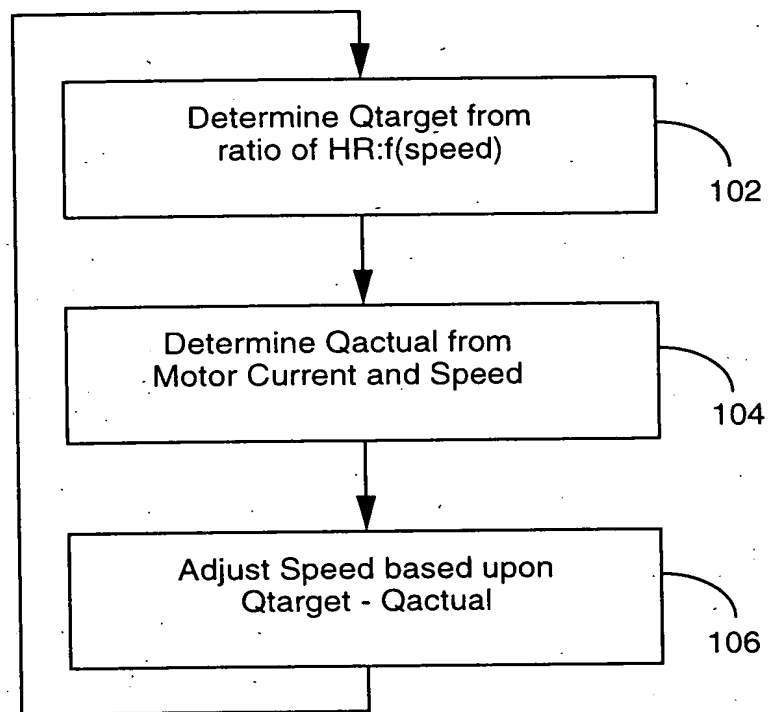 Determine Qtarget from
ratio of HR:f(speed)
102
Determine Qactual from
Motor Current and Speed
104
Adjust Speed based upon
Qtarget - Qactual
106